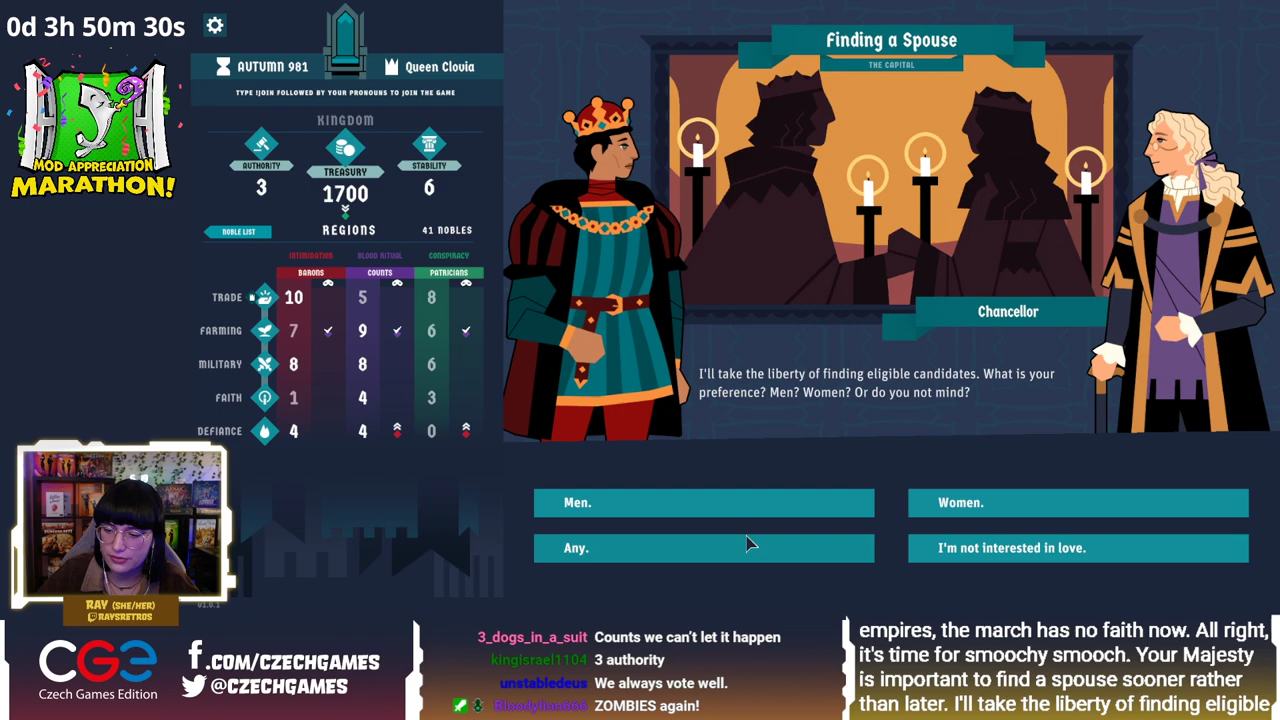 0d 3h 50m 30s
MOD APPRECIATION
MARATHON!
AUTUMN 981
Queen Clovia
TYPE !JOIN FOLLOWED BY YOUR PRONOUNS TO JOIN THE GAME
KINGDOM
AUTHORITY
TREASURY
STABILITY
3
1700
6
NOBLE LIST
REGIONS
41 NOBLES
INTIMIDATION
BLOOD RITUAL
CONSPIRACY
BARONS
COUNTS
PATRICIANS
TRADE 10 5 8
FARMING 7 9 6
MILITARY 8 8 6
FAITH 1 4 3
DEFIANCE 4 4 0
Finding a Spouse
THE CAPITAL
Chancellor
I'll take the liberty of finding eligible candidates. What is your
preference? Men? Women? Or do you not mind?
Men.
Women.
Any.
I'm not interested in love.
RAY (SHE/HER)
RAYSRETROS
V1.0.1
CGE
Czech Games Edition
f.COM/CZECHGAMES
@CZECHGAMES
3_dogs_in_a_suit Counts we can't let it happen
kingisrael1104 3 authority
unstabledeus We always vote well.
Bloodylion666 ZOMBIES again!
empires, the march has no faith now. All right,
it's time for smoochy smooch. Your Majesty
is important to find a spouse sooner rather
than later. I'll take the liberty of finding eligible